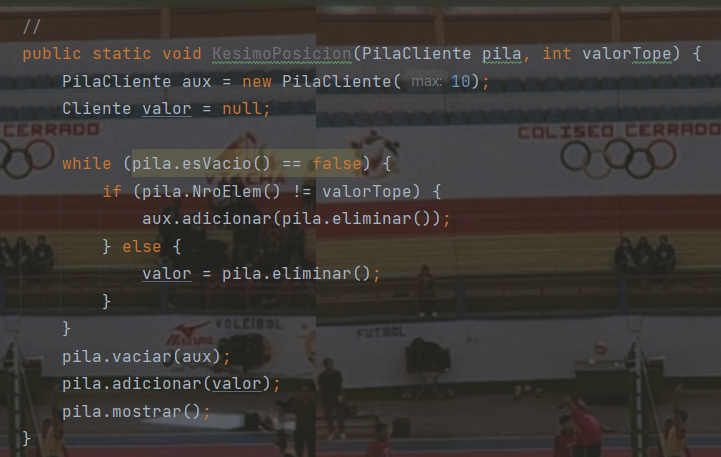 //
public static void KesimoPosicion(PilaCliente pila, int valorTope) {
PilaCliente aux = new PilaCliente( max: 10);
Cliente valor = null;
CERRADO
COLISEO CERRADO
while (pila.esVacio() == false) {
if (pila.NroElem() != valorTope) {
aux.adicionar(pila.eliminar());
} else {
valor = pila.eliminar();
}
}
VOLEIBOL
MIZUNO
FUTBOL
pila.vaciar(aux);
pila.adicionar(valor);
pila.mostrar();
}